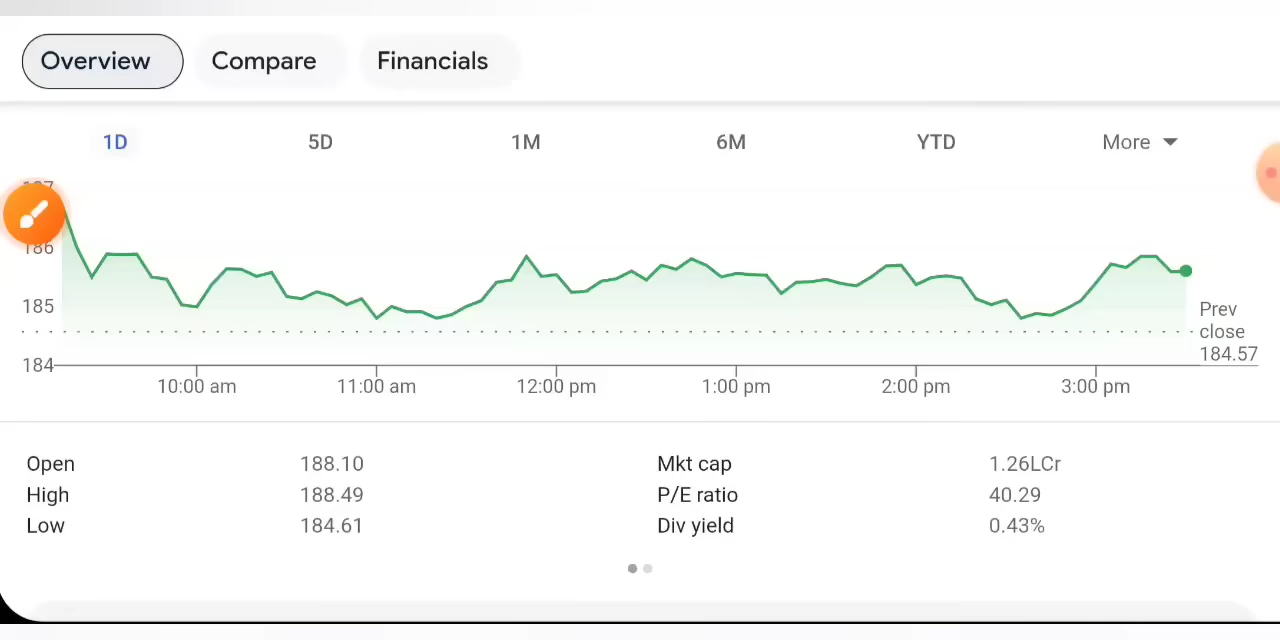 Overview Compare Financials
1D 5D 1M 6M YTD More
186
185
184
Prev
close
184.57
10:00 am 11:00 am 12:00 pm 1:00 pm 2:00 pm 3:00 pm
Open 188.10 Mkt cap 1.26LCr
High 188.49 P/E ratio 40.29
Low 184.61 Div yield 0.43%